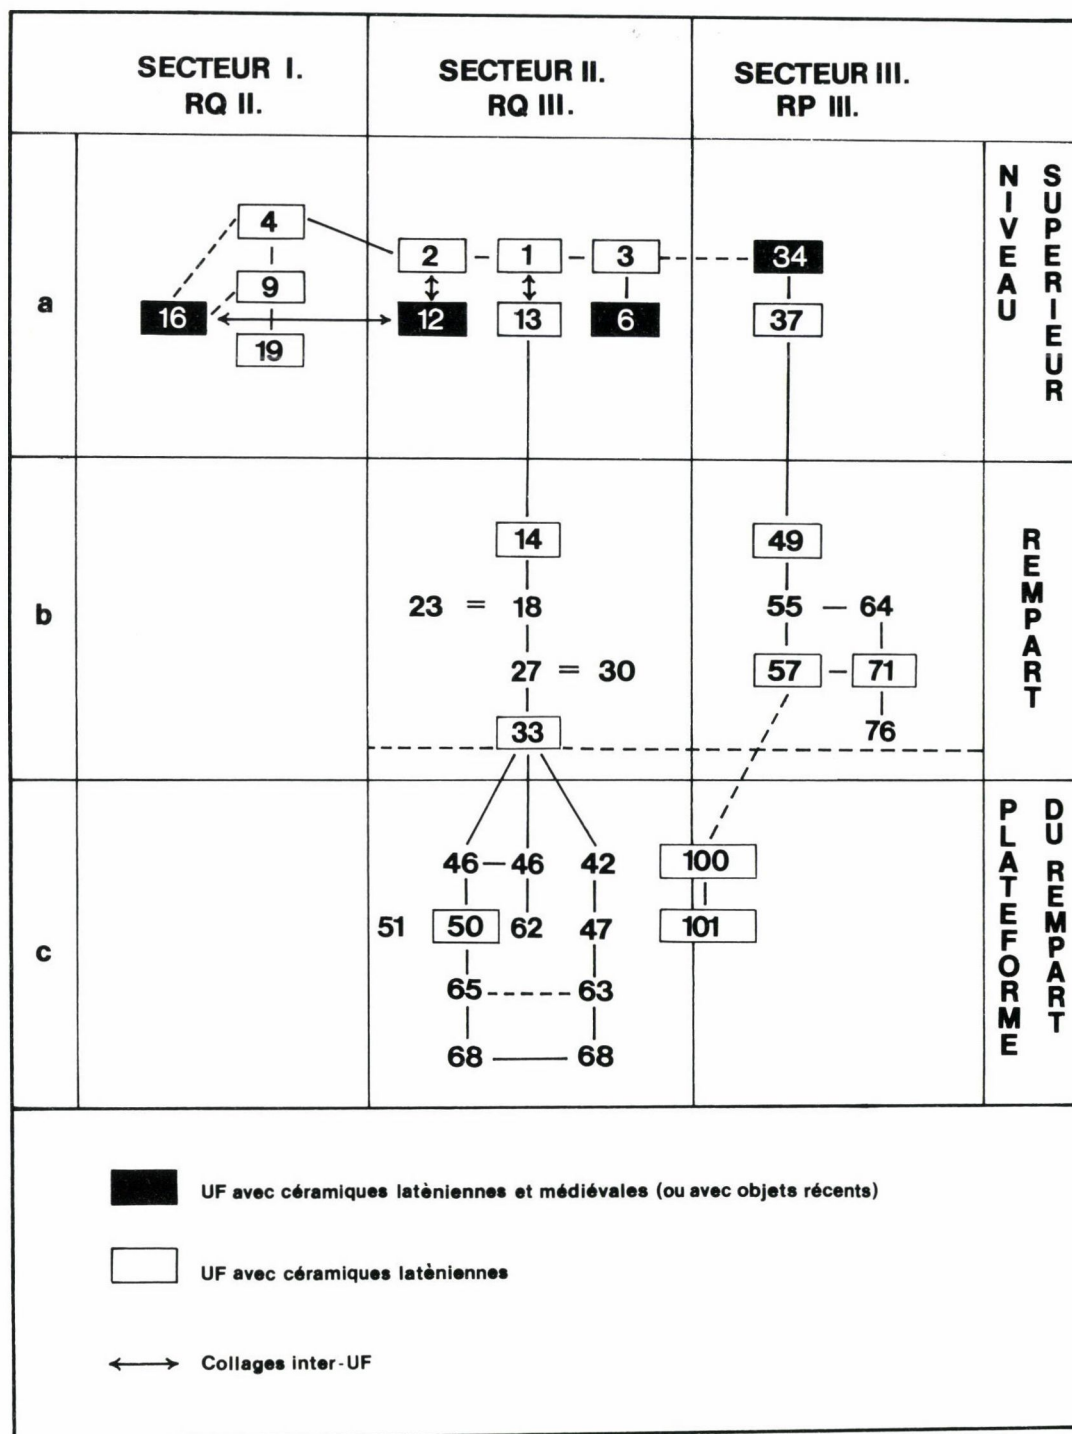 SECTEUR I.
RQ II.
SECTEUR II.
RQ III.
SECTEUR III.
RP III.
a
4
9
16
19
2 1 3
12 13 6
34
37
NIVEAU
SUPERIEUR
b
14
23 = 18
27 = 30
33
49
55 64
57 71
76
REMPART
c
46 46 42
51 50 62 47
65 63
68 68
100
101
PLATEFORME
DU REMPART
UF avec céramiques latèniennes et médiévales (ou avec objets récents)
UF avec céramiques latèniennes
Collages inter-UF